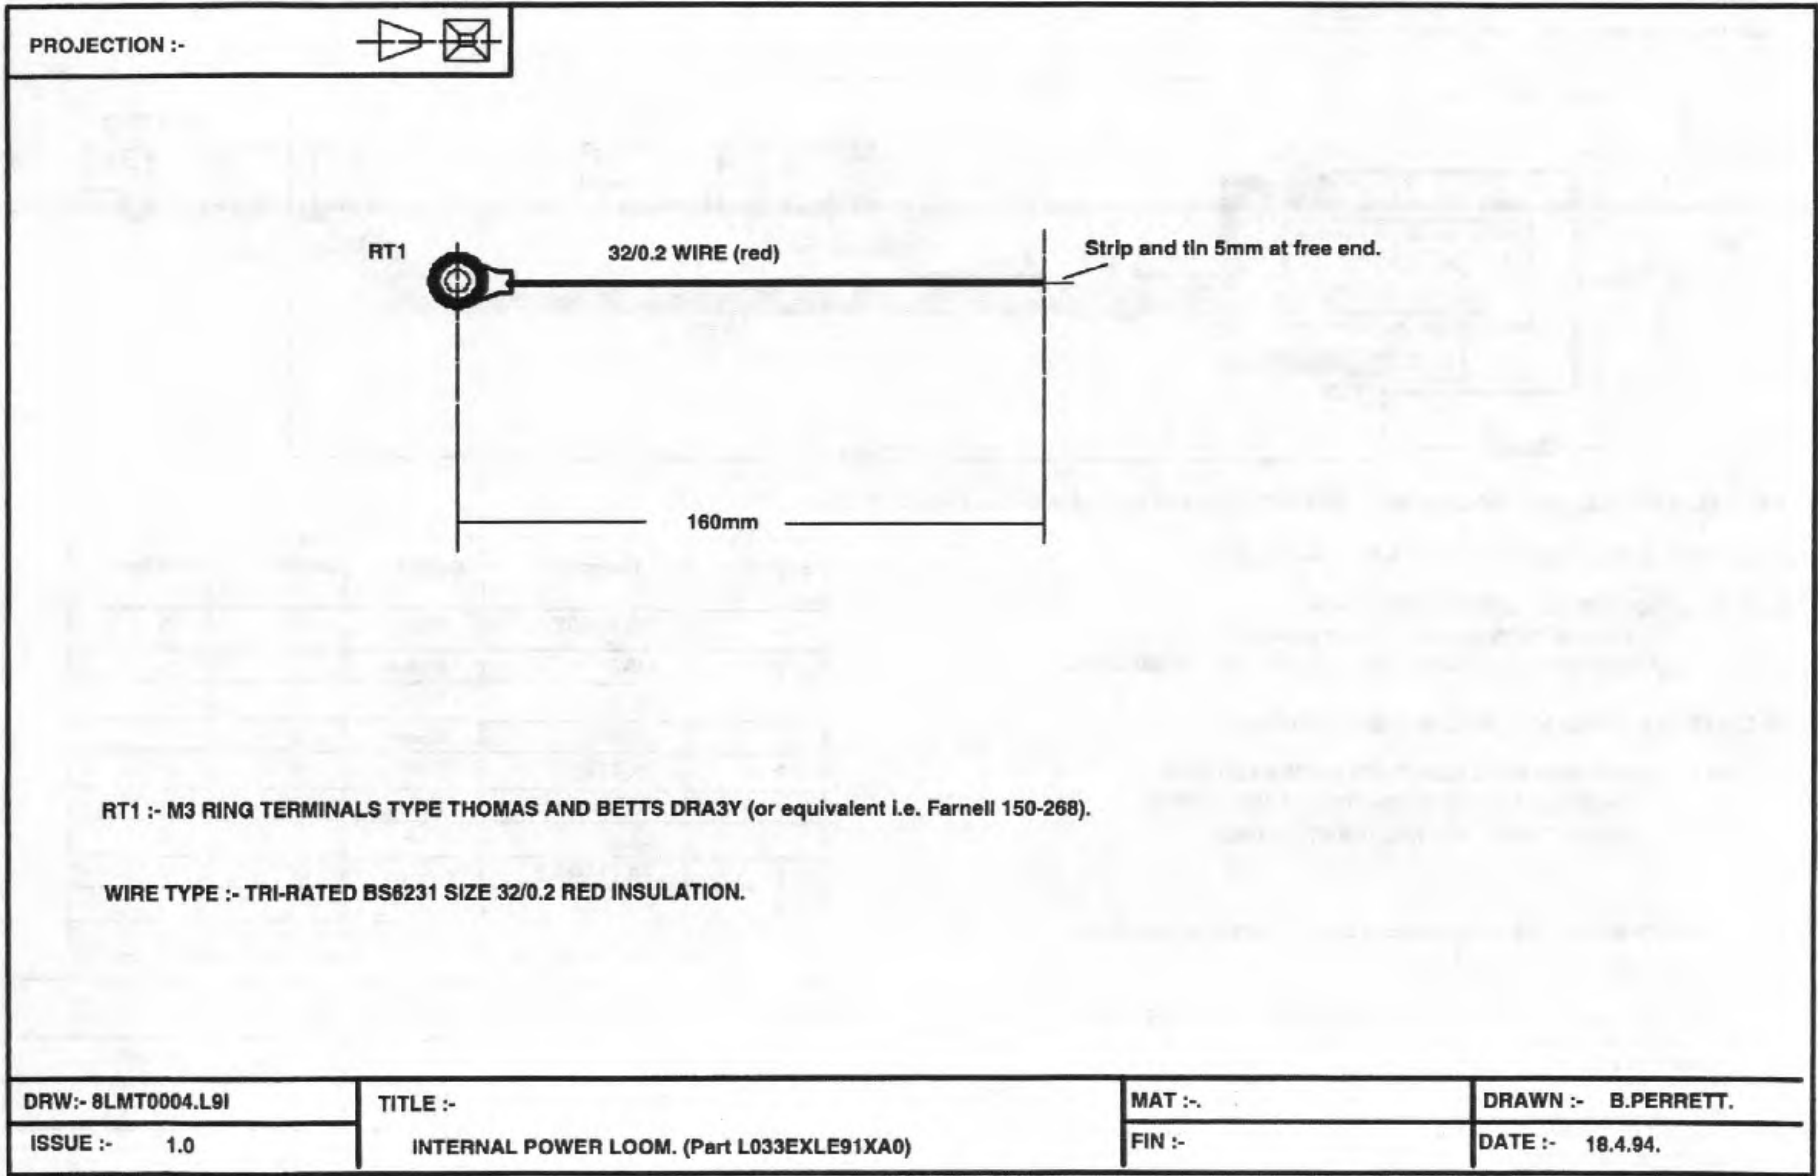 PROJECTION :-
RT1
32/0.2 WIRE (red)
Strip and tin 5mm at free end.
160mm
RT1 :- M3 RING TERMINALS TYPE THOMAS AND BETTS DRA3Y (or equivalent i.e. Farnell 150-268).
WIRE TYPE :- TRI-RATED BS6231 SIZE 32/0.2 RED INSULATION.
DRW:- 8LMT0004.L9I
TITLE :-
MAT :-.
DRAWN :- B.PERRETT.
ISSUE :- 1.0
INTERNAL POWER LOOM. (Part L033EXLE91XA0)
FIN :-
DATE :- 18.4.94.